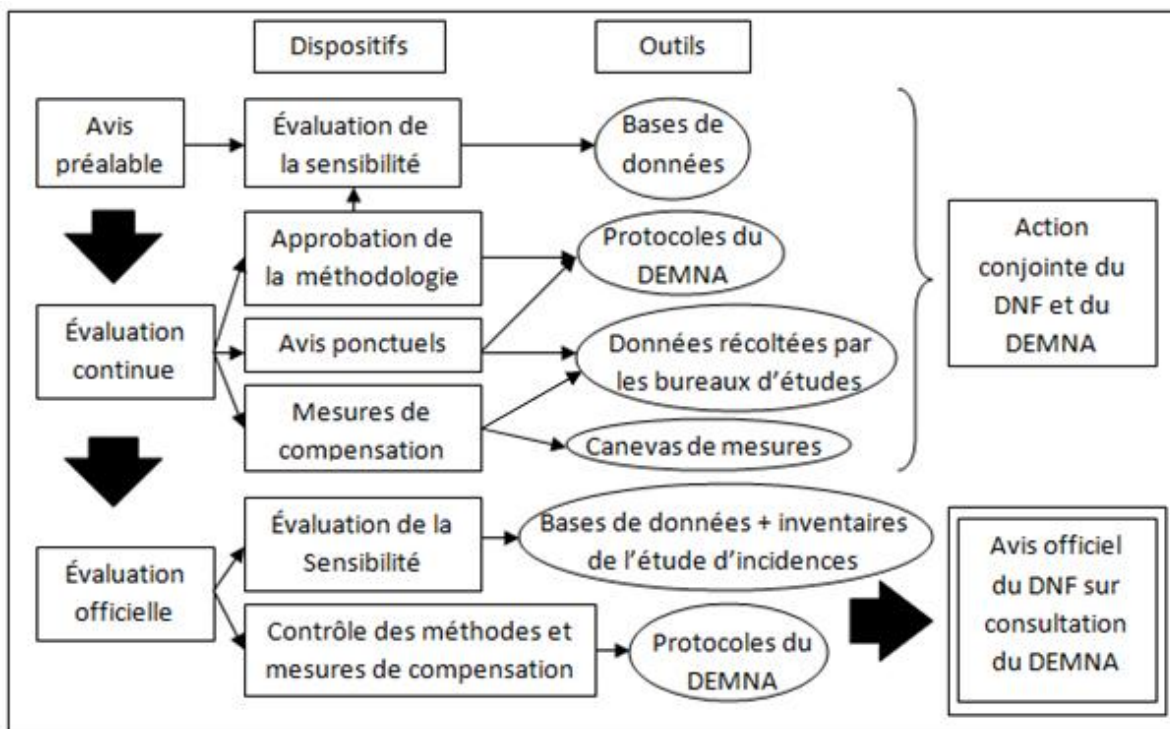 Dispositifs
Outils
Avis
préalable
Évaluation de
la sensibilité
Bases de
données
Approbation de
la méthodologie
Protocoles du
DEMNA
Action
conjointe du
DNF et du
DEMNA
Évaluation
continue
Avis ponctuels
Données récoltées par
les bureaux d'études
Mesures de
compensation
Canevas de mesures
Évaluation
officielle
Évaluation de la
Sensibilité
Bases de données + inventaires
de l'étude d'incidences
Contrôle des méthodes et
mesures de compensation
Protocoles du
DEMNA
Avis officiel
du DNF sur
consultation
du DEMNA